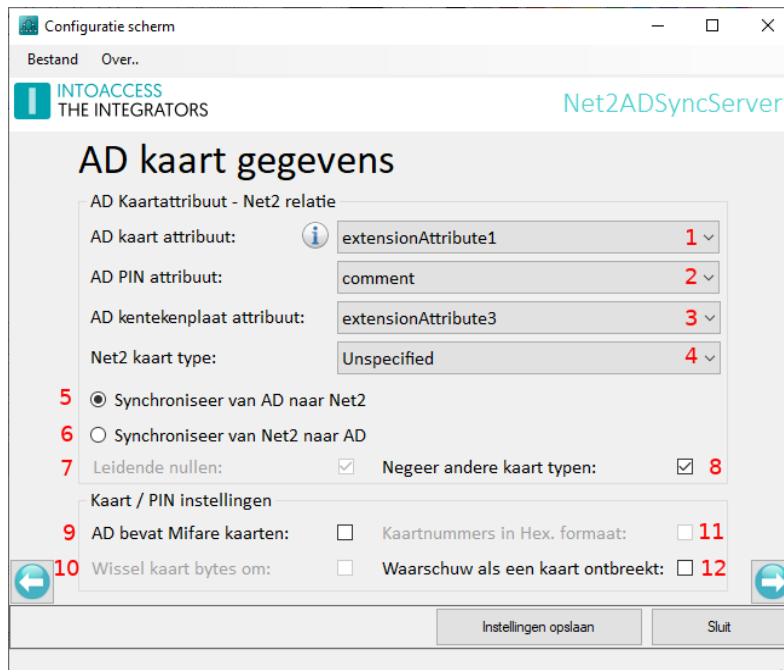 Configuratie scherm
Bestand Over..
INTOACCESS
THE INTEGRATORS
Net2ADSyncServer
AD kaart gegevens
AD Kaartattribuut - Net2 relatie
AD kaart attribuut: i extensionAttribute1 1
AD PIN attribuut: comment 2
AD kentekenplaat attribuut: extensionAttribute3 3
Net2 kaart type: Unspecified 4
5 Synchroniseer van AD naar Net2
6 Synchroniseer van Net2 naar AD
7 Leidende nullen: Negeer andere kaart typen: 8
Kaart / PIN instellingen
9 AD bevat Mifare kaarten: Kaartnummers in Hex. formaat: 11
10 Wissel kaart bytes om: Waarschuw als een kaart ontbreekt: 12
Instellingen opslaan Sluit